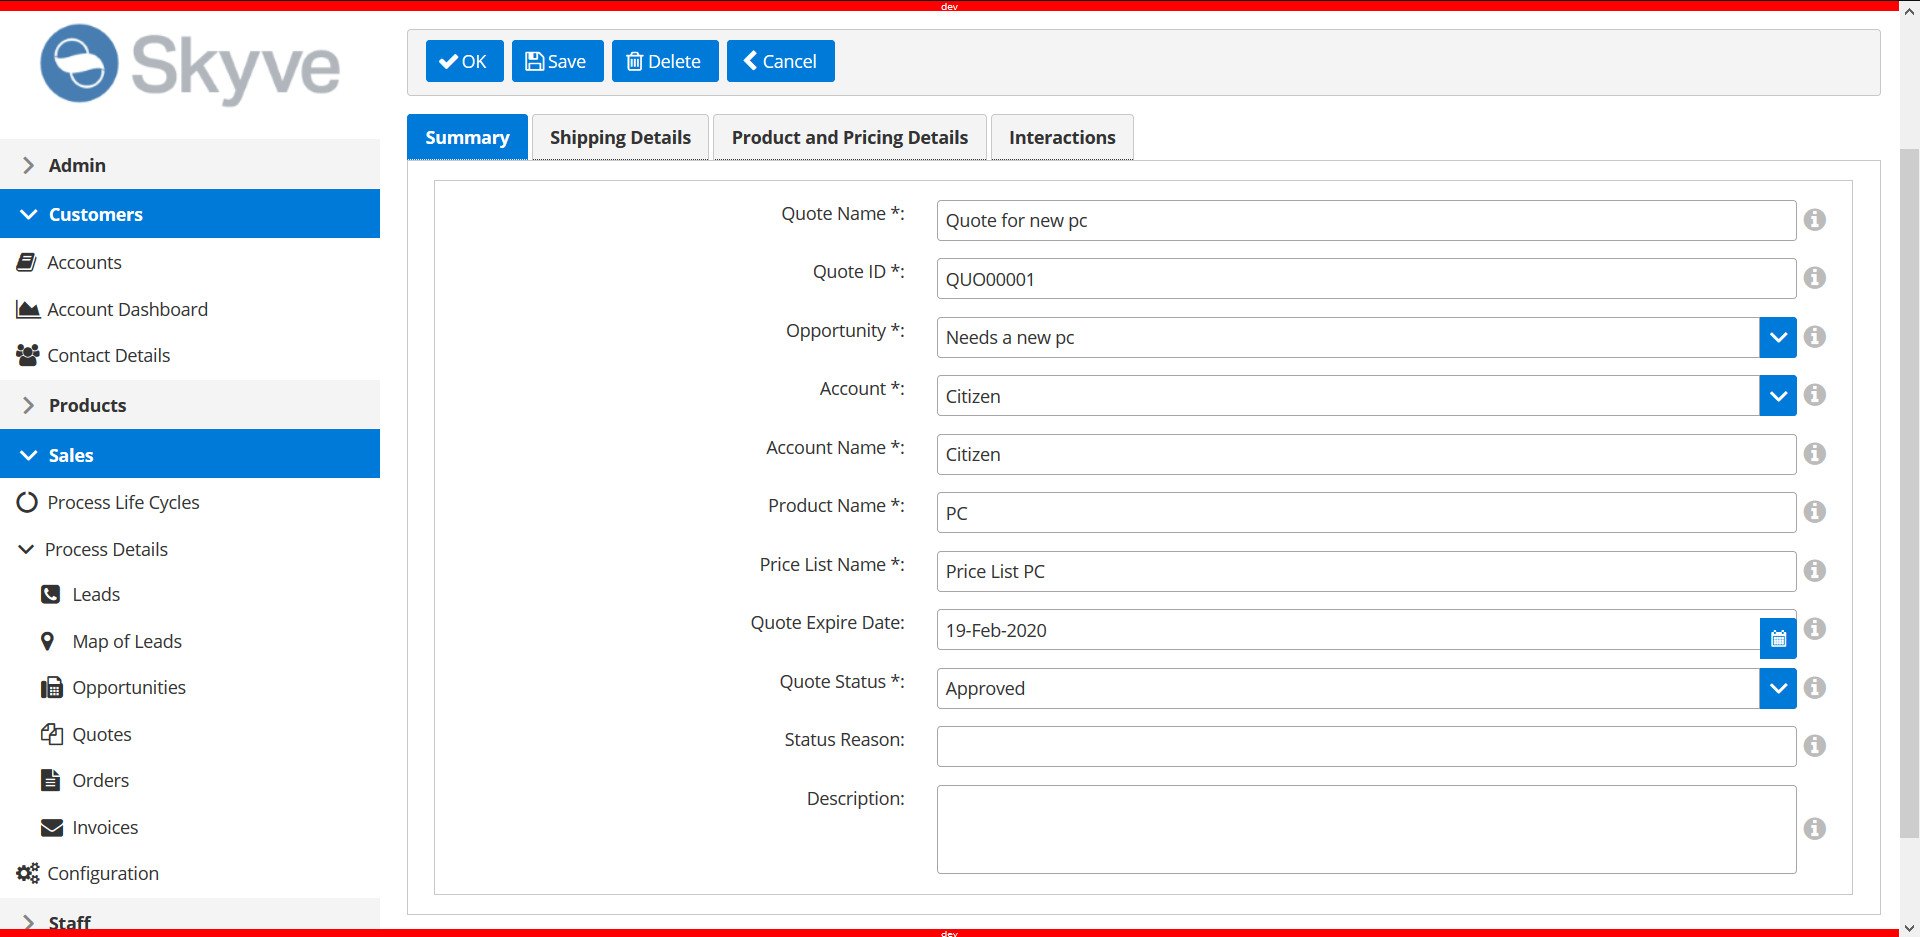 dev
Skyve
OK Save Delete Cancel
Summary Shipping Details Product and Pricing Details Interactions
Admin
Customers
Accounts
Account Dashboard
Contact Details
Products
Sales
Process Life Cycles
Process Details
Leads
Map of Leads
Opportunities
Quotes
Orders
Invoices
Configuration
Staff
Quote Name *: Quote for new pc
Quote ID *: QUO00001
Opportunity *: Needs a new pc
Account *: Citizen
Account Name *: Citizen
Product Name *: PC
Price List Name *: Price List PC
Quote Expire Date: 19-Feb-2020
Quote Status *: Approved
Status Reason:
Description:
dev